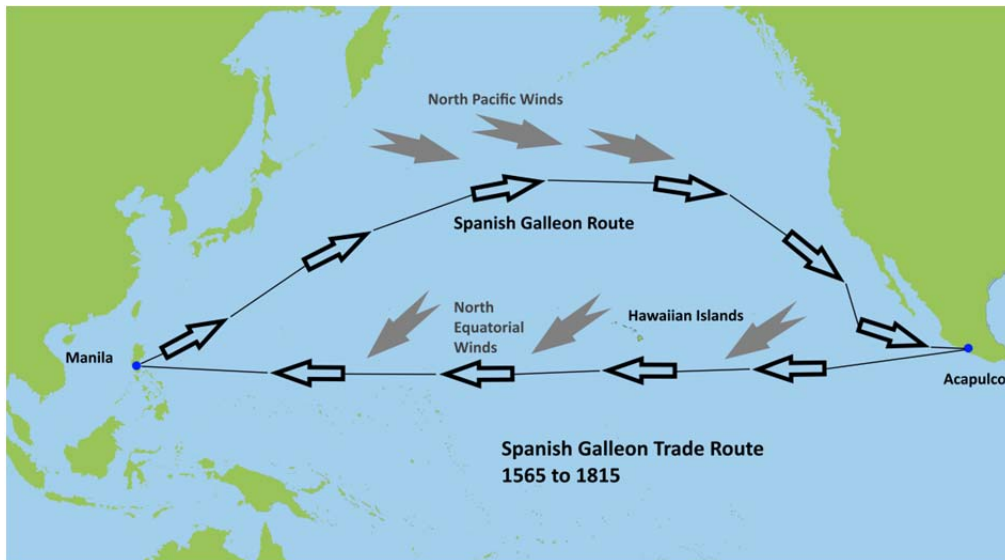 North Pacific Winds
Spanish Galleon Route
North
Equatorial
Winds
Hawaiian Islands
Manila
Acapulco
Spanish Galleon Trade Route
1565 to 1815